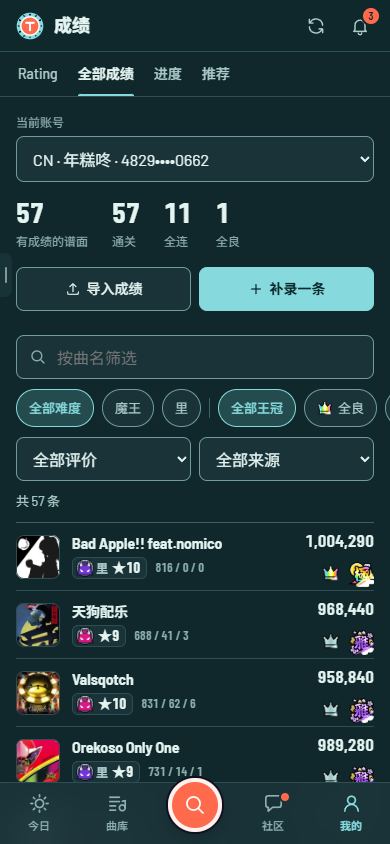 成绩
3
Rating 全部成绩 进度 推荐
当前账号
CN · 年糕咚 · 4829••••0662
57 57 11 1
有成绩的谱面 通关 全连 全良
导入成绩 + 补录一条
按曲名筛选
全部难度 魔王 里 全部王冠 全良
全部评价 全部来源
共 57 条
Bad Apple!! feat.nomico 1,004,290
里 ★10 816 / 0 / 0
天狗配乐 968,440
★9 688 / 41 / 3
Valsqotch 958,840
★10 831 / 62 / 6
Orekoso Only One 989,280
里 ★9 731 / 14 / 1
今日 曲库 社区 我的